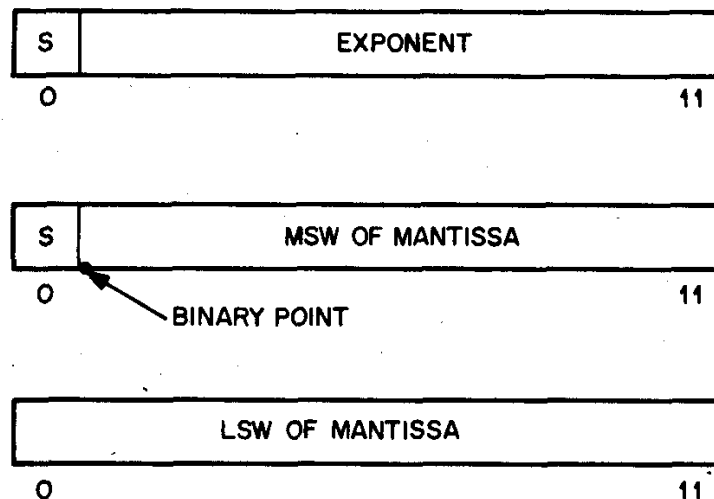 S EXPONENT
0 11
S MSW OF MANTISSA
0 11
BINARY POINT
LSW OF MANTISSA
0 11